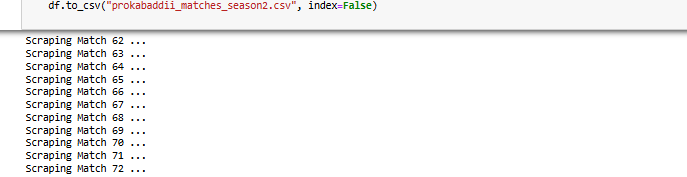 df.to_csv("prokabaddii_matches_season2.csv", index=False)
Scraping Match 62 ...
Scraping Match 63 ...
Scraping Match 64 ...
Scraping Match 65 ...
Scraping Match 66 ...
Scraping Match 67 ...
Scraping Match 68 ...
Scraping Match 69 ...
Scraping Match 70 ...
Scraping Match 71 ...
Scraping Match 72 ...